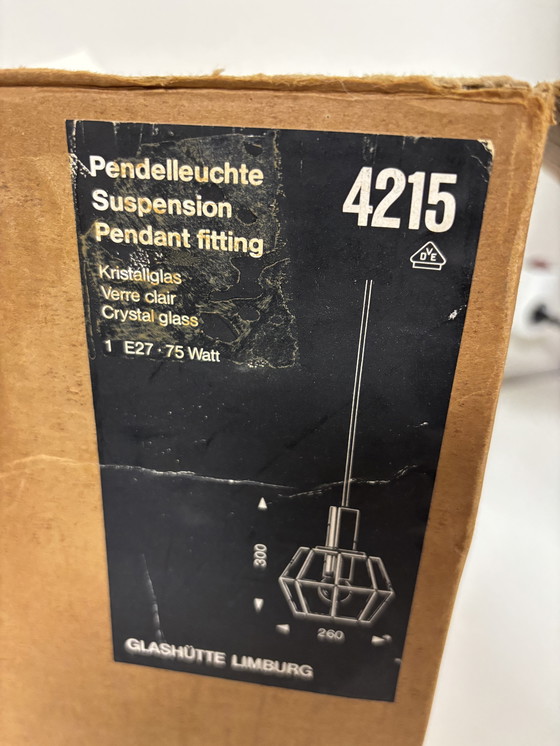 Pendelleuchte
Suspension
Pendant fitting
4215
VDE
Kristallglas
Verre clair
Crystal glass
1 E27 · 75 Watt
300
260
GLASHÜTTE LIMBURG